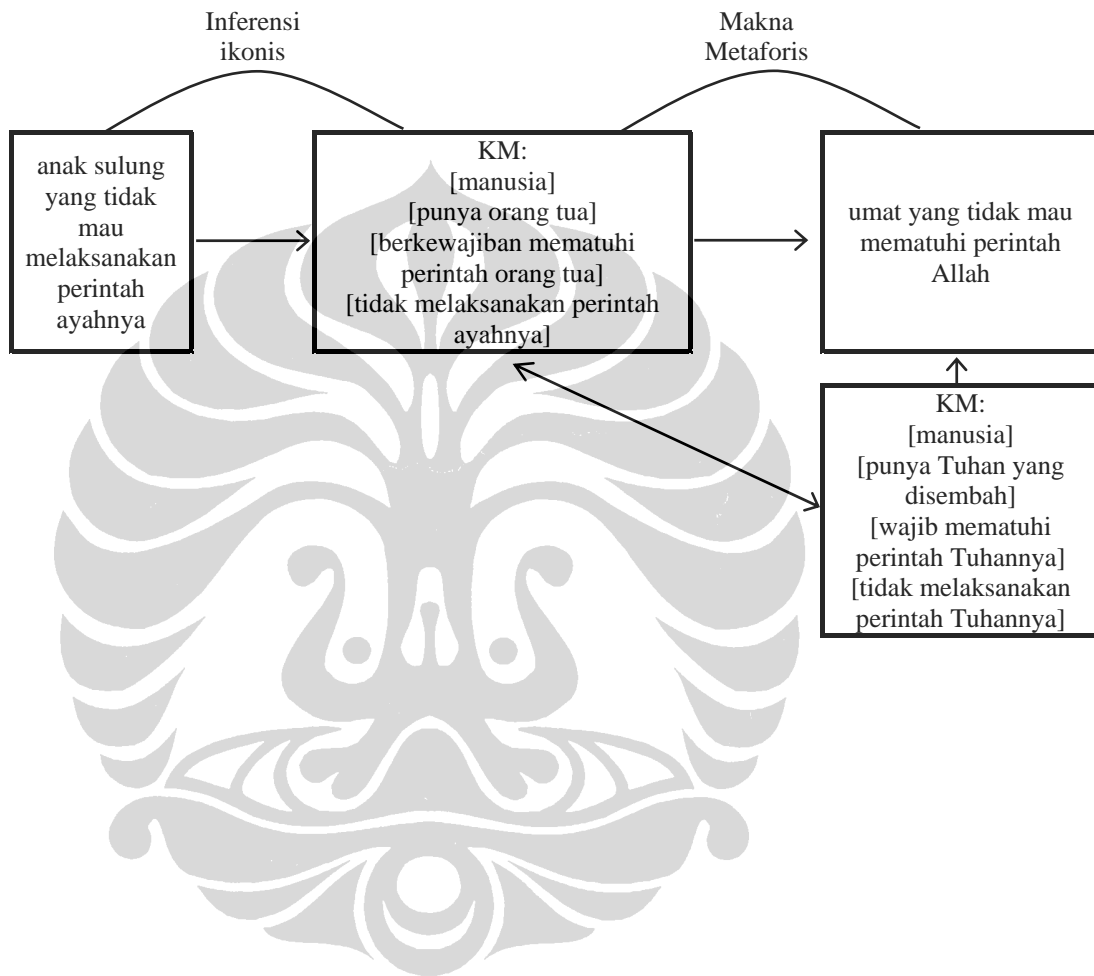 Inferensi
ikonis
Makna
Metaforis
anak sulung
yang tidak
mau
melaksanakan
perintah
ayahnya
KM:
[manusia]
[punya orang tua]
[berkewajiban mematuhi
perintah orang tua]
[tidak melaksanakan perintah
ayahnya]
umat yang tidak mau
mematuhi perintah
Allah
KM:
[manusia]
[punya Tuhan yang
disembah]
[wajib mematuhi
perintah Tuhannya]
[tidak melaksanakan
perintah Tuhannya]